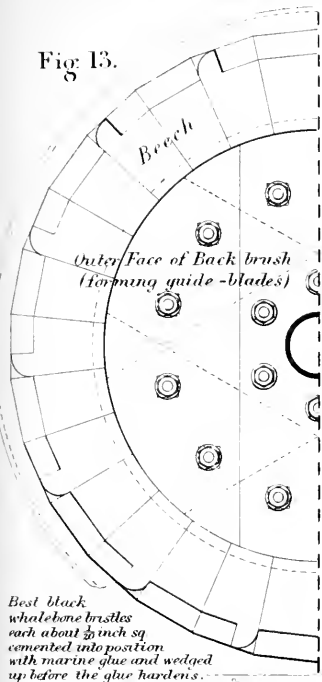 Fig: 13.
Beech
Outer Face of Back brush
(forming guide-blades)
Best black
whalebone bristles
each about 1/20 inch sq
cemented into position
with marine glue and wedged
up before the glue hardens.